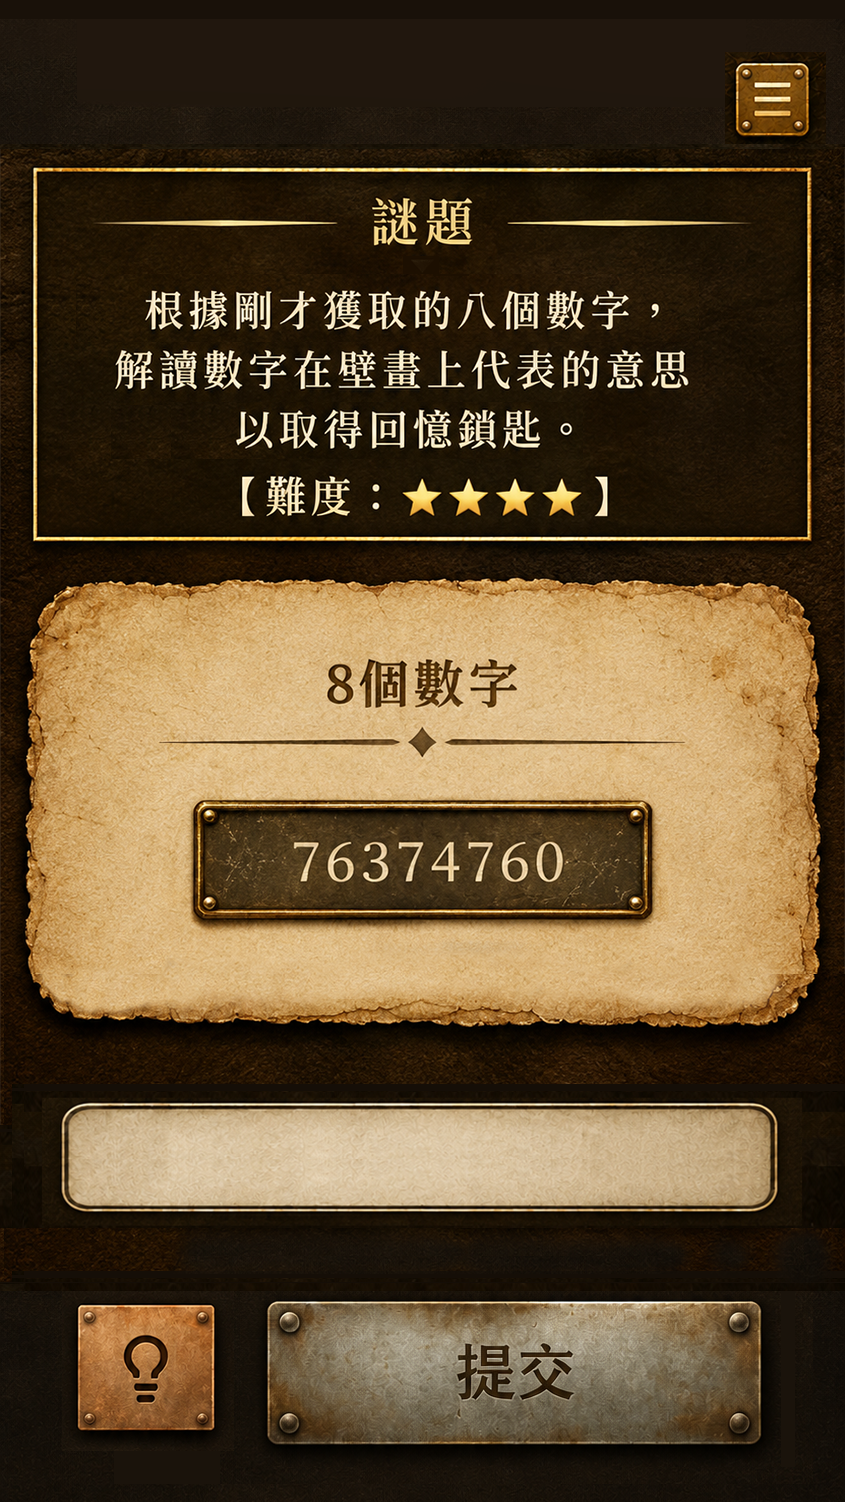 謎題
根據剛才獲取的八個數字，
解讀數字在壁畫上代表的意思
以取得回憶鎖匙。
【難度：⭐⭐⭐⭐】
8個數字
76374760
提交